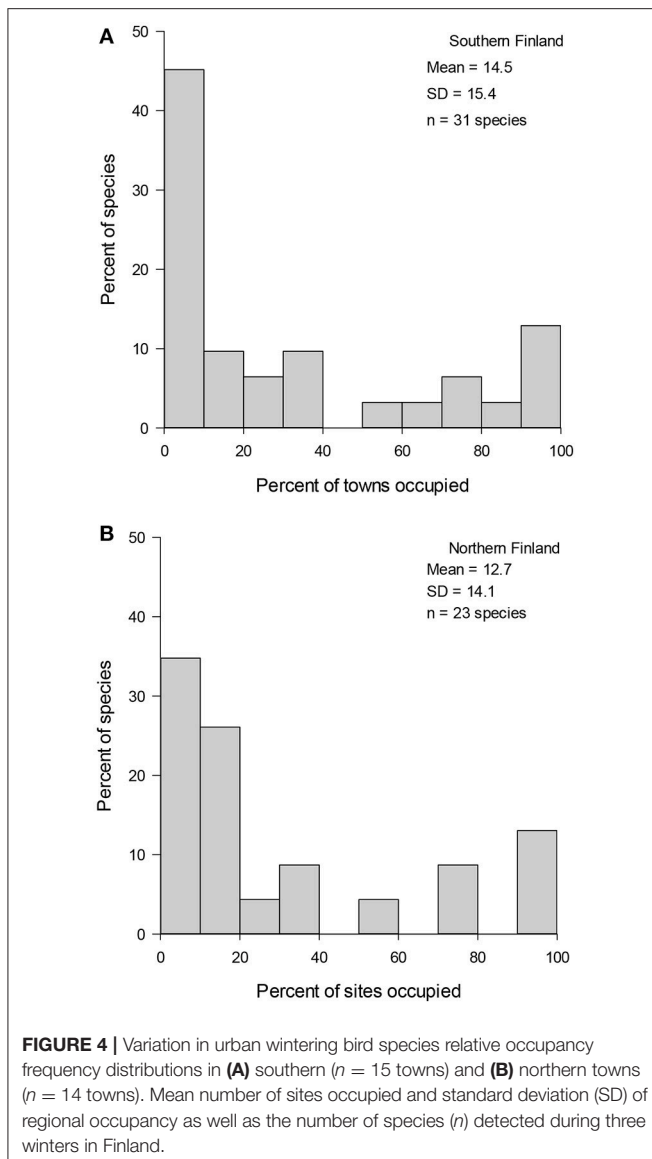 A
Southern Finland
Mean = 14.5
SD = 15.4
n = 31 species
Percent of species
50
40
30
20
10
0
0 20 40 60 80 100
Percent of towns occupied
B
Northern Finland
Mean = 12.7
SD = 14.1
n = 23 species
Percent of species
50
40
30
20
10
0
0 20 40 60 80 100
Percent of sites occupied
FIGURE 4 | Variation in urban wintering bird species relative occupancy
frequency distributions in (A) southern (n = 15 towns) and (B) northern towns
(n = 14 towns). Mean number of sites occupied and standard deviation (SD) of
regional occupancy as well as the number of species (n) detected during three
winters in Finland.